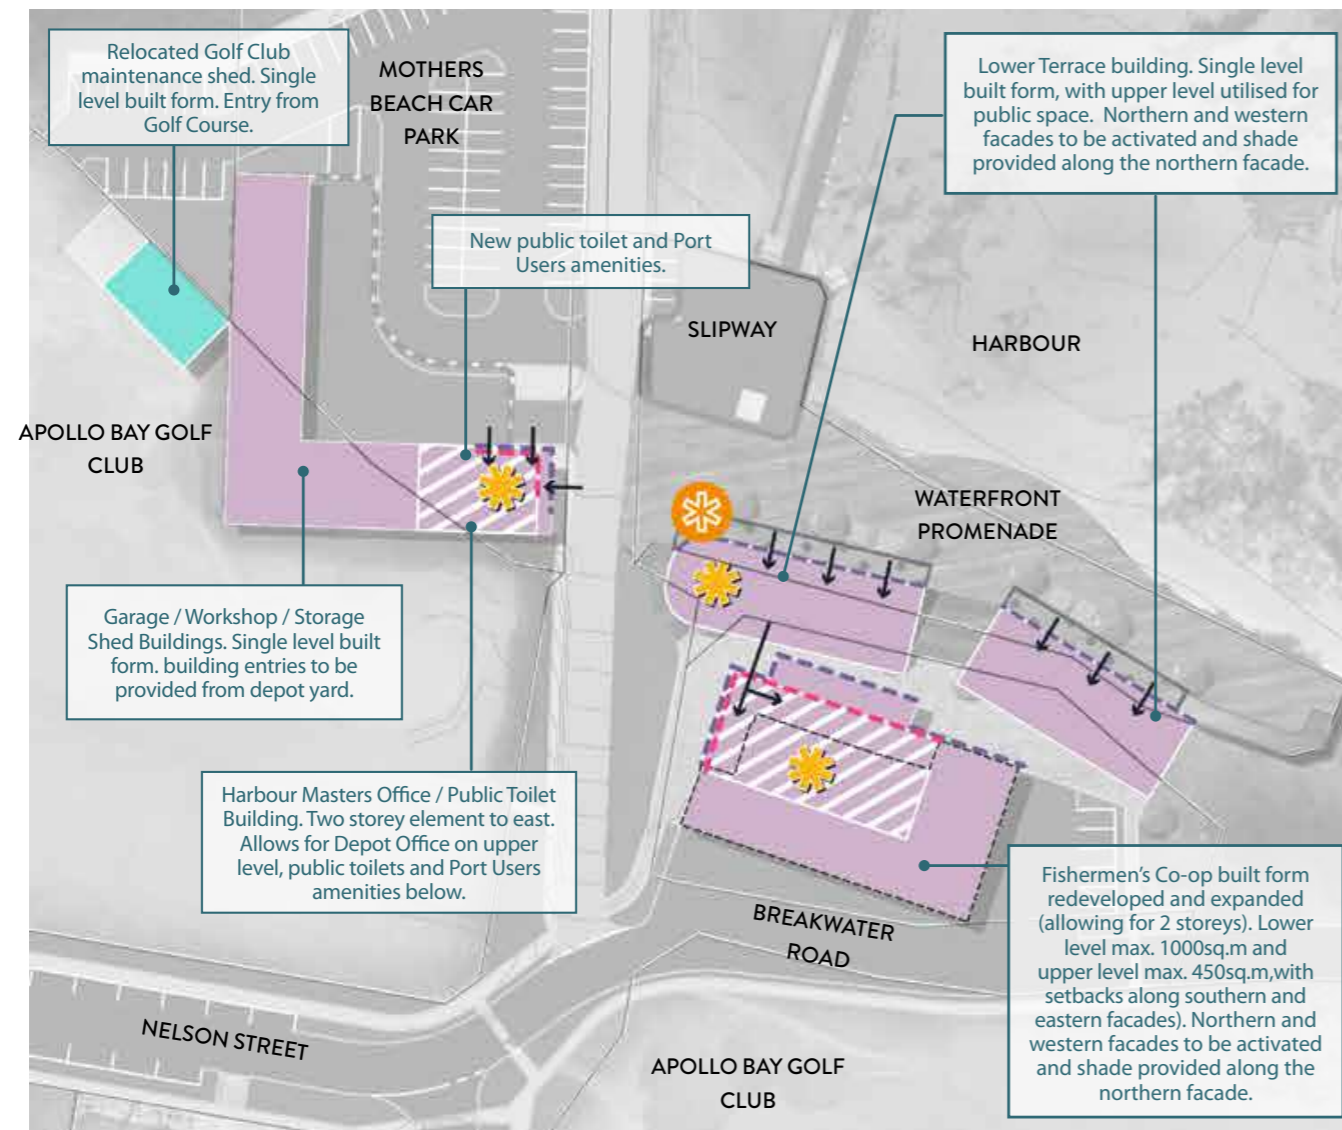 Relocated Golf Club
maintenance shed. Single
level built form. Entry from
Golf Course.
MOTHERS
BEACH CAR
PARK
Lower Terrace building. Single level
built form, with upper level utilised for
public space. Northern and western
facades to be activated and shade
provided along the northern facade.
New public toilet and Port
Users amenities.
SLIPWAY
HARBOUR
APOLLO BAY GOLF
CLUB
WATERFRONT
PROMENADE
Garage / Workshop / Storage
Shed Buildings. Single level built
form. building entries to be
provided from depot yard.
Harbour Masters Office / Public Toilet
Building. Two storey element to east.
Allows for Depot Office on upper
level, public toilets and Port Users
amenities below.
Fishermen's Co-op built form
redeveloped and expanded
(allowing for 2 storeys). Lower
level max. 1000sq.m and
upper level max. 450sq.m,with
setbacks along southern and
eastern facades). Northern and
western facades to be activated
and shade provided along the
northern facade.
BREAKWATER
ROAD
NELSON STREET
APOLLO BAY GOLF
CLUB